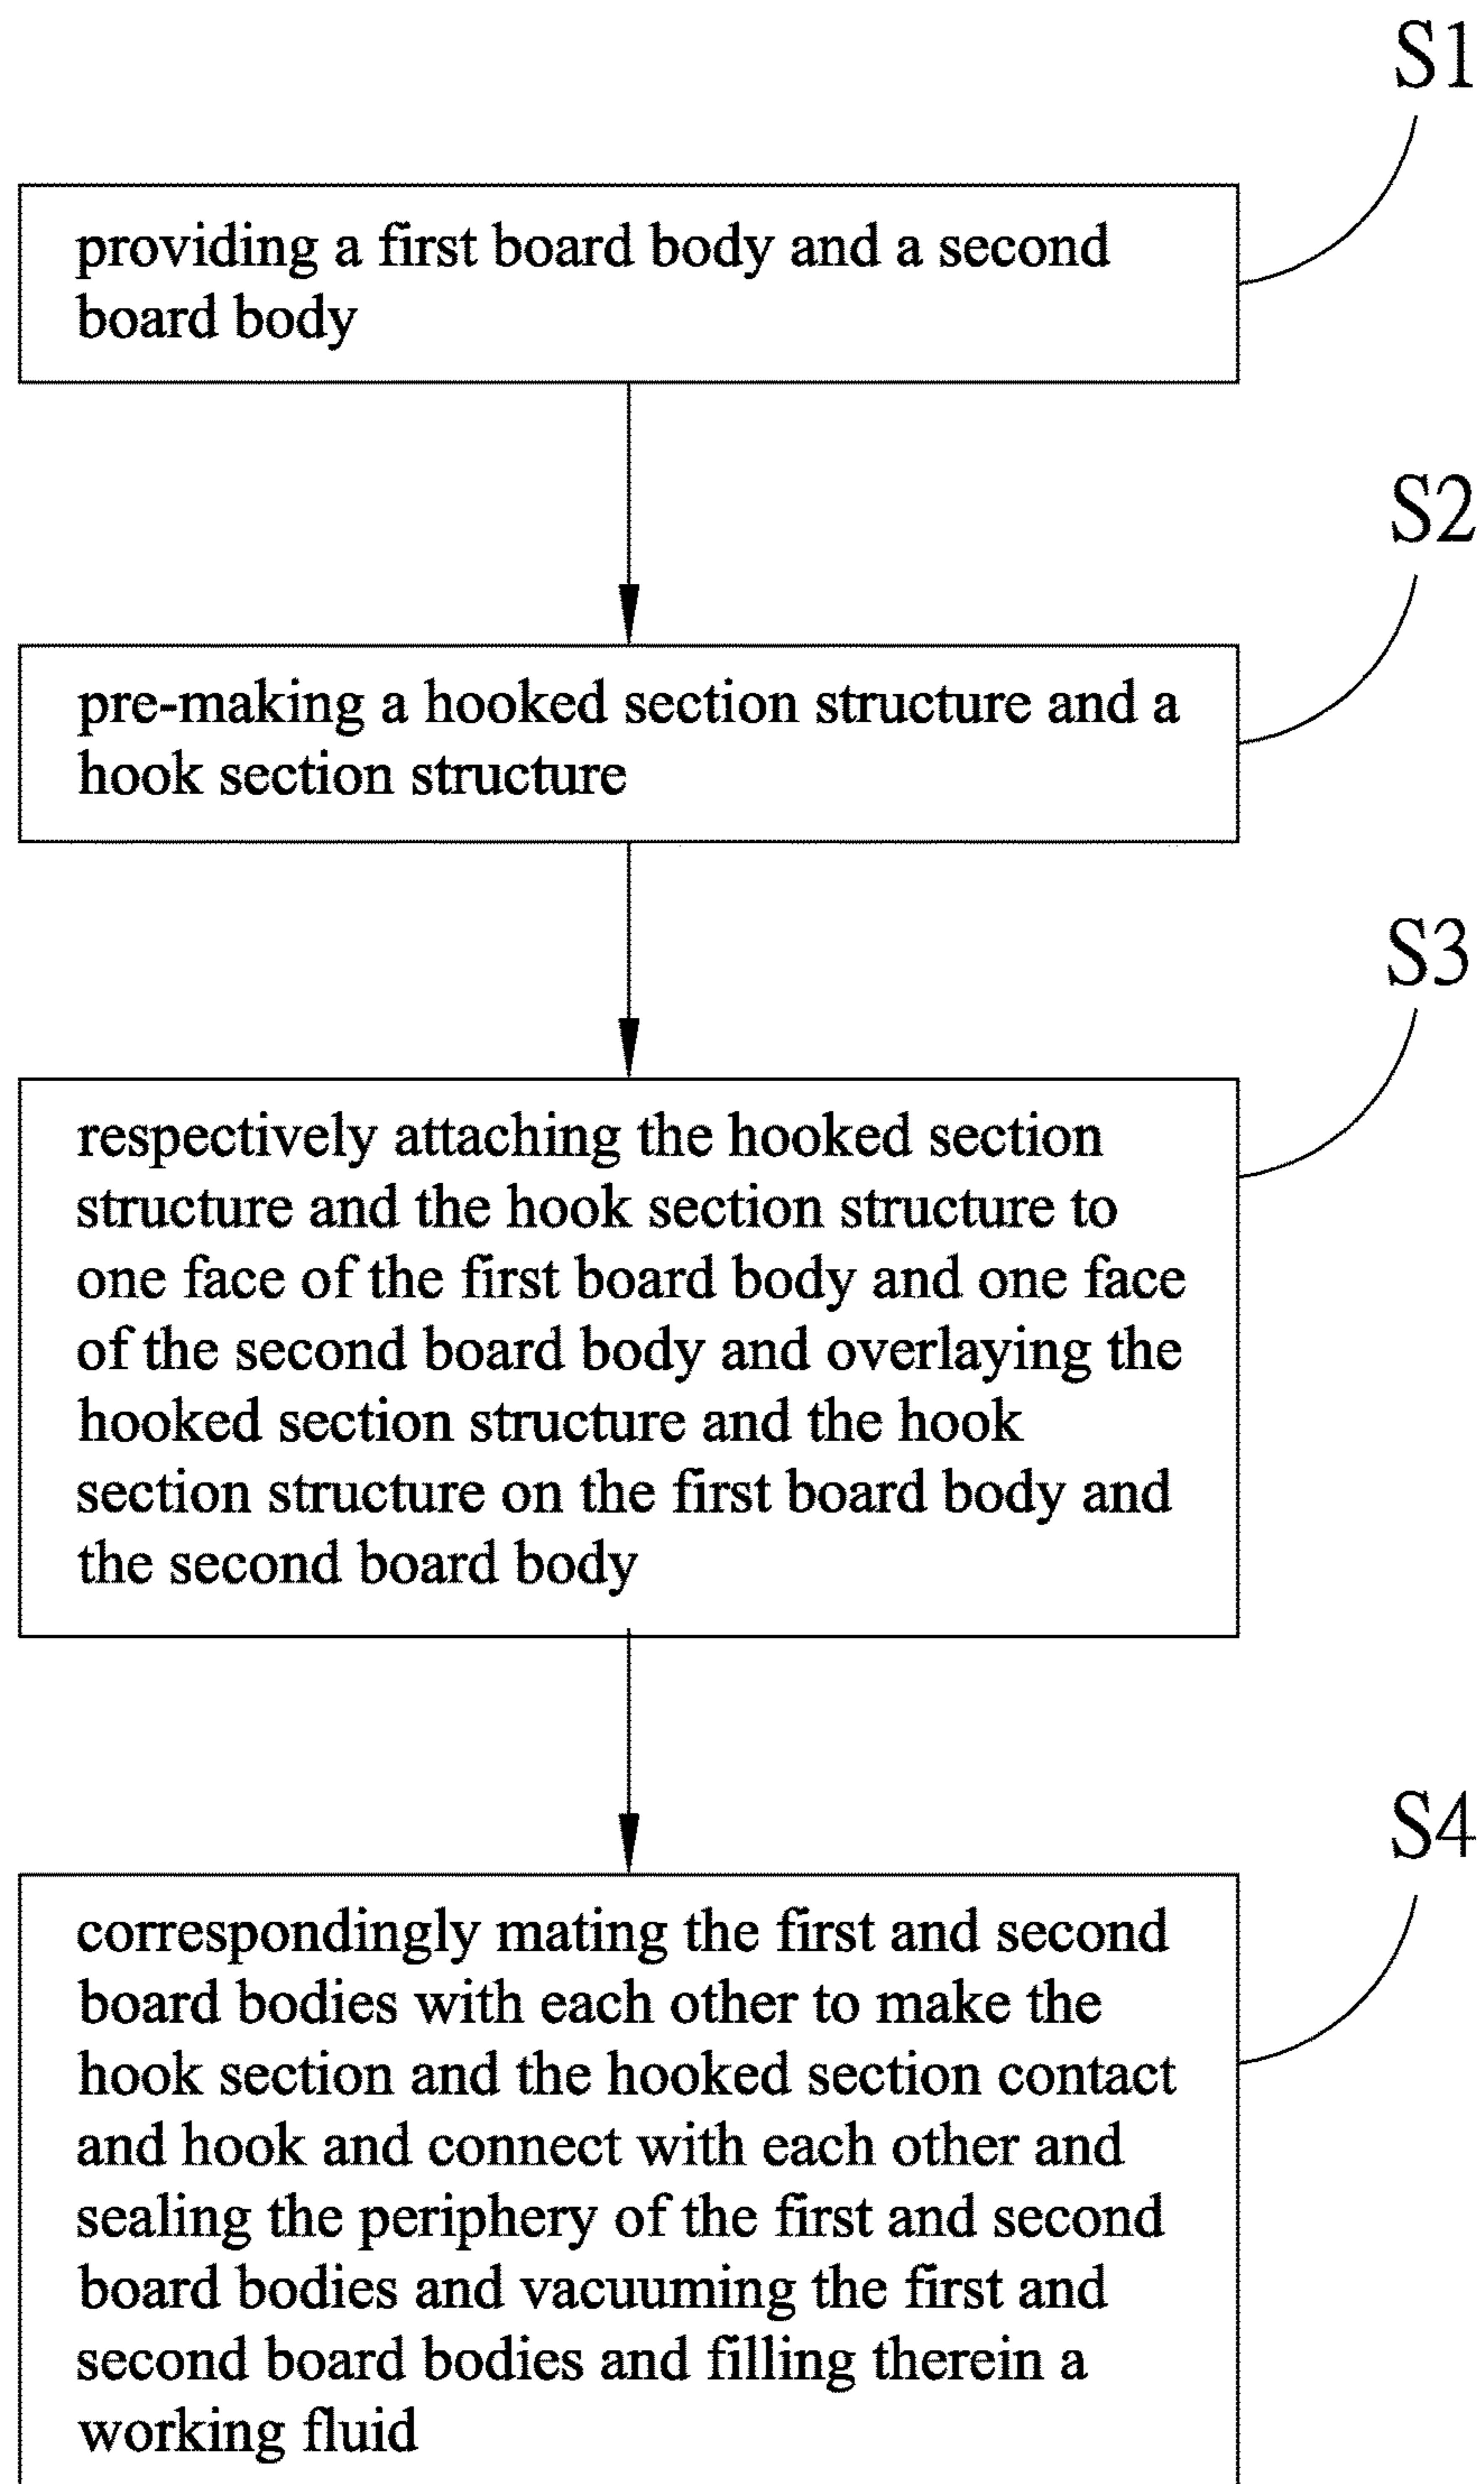 S1
providing a first board body and a second
board body
S2
pre-making a hooked section structure and a
hook section structure
S3
respectively attaching the hooked section
structure and the hook section structure to
one face of the first board body and one face
of the second board body and overlaying the
hooked section structure and the hook
section structure on the first board body and
the second board body
S4
correspondingly mating the first and second
board bodies with each other to make the
hook section and the hooked section contact
and hook and connect with each other and
sealing the periphery of the first and second
board bodies and vacuuming the first and
second board bodies and filling therein a
working fluid